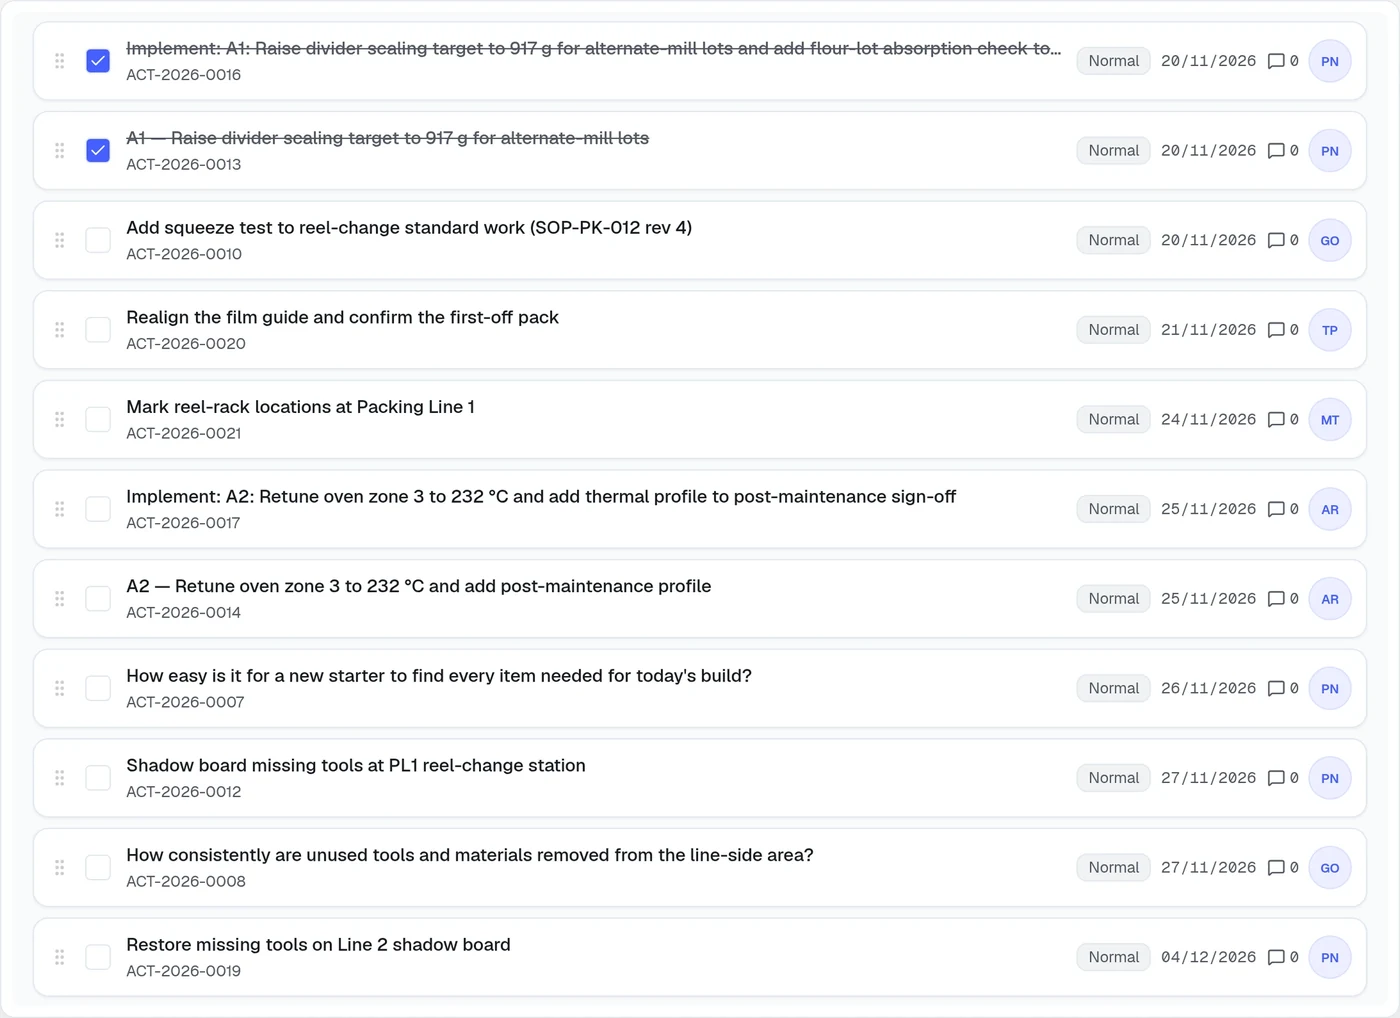 Implement: A1: Raise divider scaling target to 917 g for alternate-mill lots and add flour-lot absorption check to...
ACT-2026-0016
Normal 20/11/2026 0 PN
A1 — Raise divider scaling target to 917 g for alternate-mill lots
ACT-2026-0013
Normal 20/11/2026 0 PN
Add squeeze test to reel-change standard work (SOP-PK-012 rev 4)
ACT-2026-0010
Normal 20/11/2026 0 GO
Realign the film guide and confirm the first-off pack
ACT-2026-0020
Normal 21/11/2026 0 TP
Mark reel-rack locations at Packing Line 1
ACT-2026-0021
Normal 24/11/2026 0 MT
Implement: A2: Retune oven zone 3 to 232 °C and add thermal profile to post-maintenance sign-off
ACT-2026-0017
Normal 25/11/2026 0 AR
A2 — Retune oven zone 3 to 232 °C and add post-maintenance profile
ACT-2026-0014
Normal 25/11/2026 0 AR
How easy is it for a new starter to find every item needed for today's build?
ACT-2026-0007
Normal 26/11/2026 0 PN
Shadow board missing tools at PL1 reel-change station
ACT-2026-0012
Normal 27/11/2026 0 PN
How consistently are unused tools and materials removed from the line-side area?
ACT-2026-0008
Normal 27/11/2026 0 GO
Restore missing tools on Line 2 shadow board
ACT-2026-0019
Normal 04/12/2026 0 PN